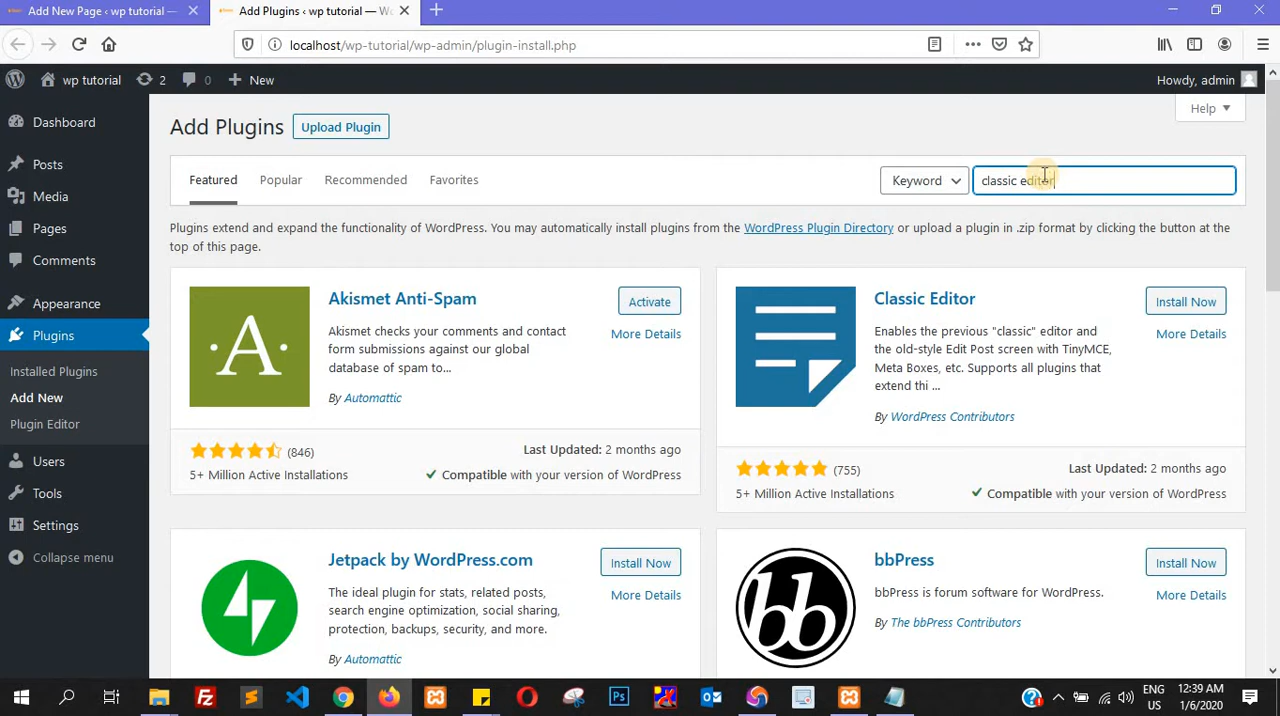 Add New Page ‹ wp tutorial — W
Add Plugins ‹ wp tutorial — Wo
localhost/wp-tutorial/wp-admin/plugin-install.php
wp tutorial
2
0
New
Howdy, admin
Dashboard
Posts
Media
Pages
Comments
Appearance
Plugins
Installed Plugins
Add New
Plugin Editor
Users
Tools
Settings
Collapse menu
Help
Add Plugins
Upload Plugin
Featured
Popular
Recommended
Favorites
Keyword
classic editor
Plugins extend and expand the functionality of WordPress. You may automatically install plugins from the WordPress Plugin Directory or upload a plugin in .zip format by clicking the button at the
top of this page.
A
Akismet Anti-Spam
Activate
More Details
Akismet checks your comments and contact
form submissions against our global
database of spam to...
By Automattic
(846)
5+ Million Active Installations
Last Updated: 2 months ago
Compatible with your version of WordPress
Classic Editor
Install Now
More Details
Enables the previous "classic" editor and
the old-style Edit Post screen with TinyMCE,
Meta Boxes, etc. Supports all plugins that
extend thi ...
By WordPress Contributors
(755)
5+ Million Active Installations
Last Updated: 2 months ago
Compatible with your version of WordPress
Jetpack by WordPress.com
Install Now
More Details
The ideal plugin for stats, related posts,
search engine optimization, social sharing,
protection, backups, security, and more.
By Automattic
bb
bbPress
Install Now
More Details
bbPress is forum software for WordPress.
By The bbPress Contributors
Fz
Ps
ENG
US
12:39 AM
1/6/2020